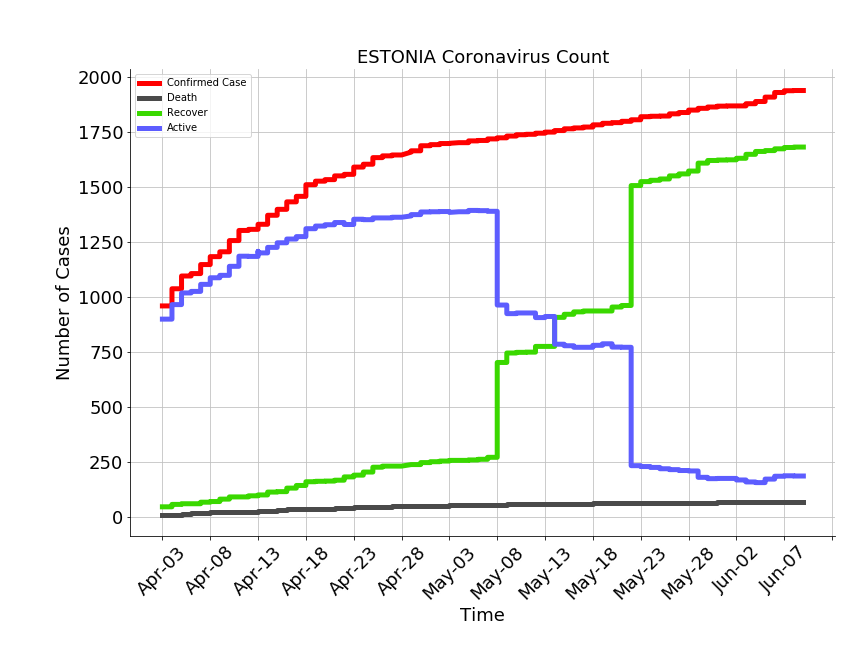 ESTONIA Coronavirus Count
Confirmed Case
Death
Recover
Active
2000
1750
1500
1250
1000
750
500
250
0
Number of Cases
Apr-03
Apr-08
Apr-13
Apr-18
Apr-23
Apr-28
May-03
May-08
May-13
May-18
May-23
May-28
Jun-02
Jun-07
Time